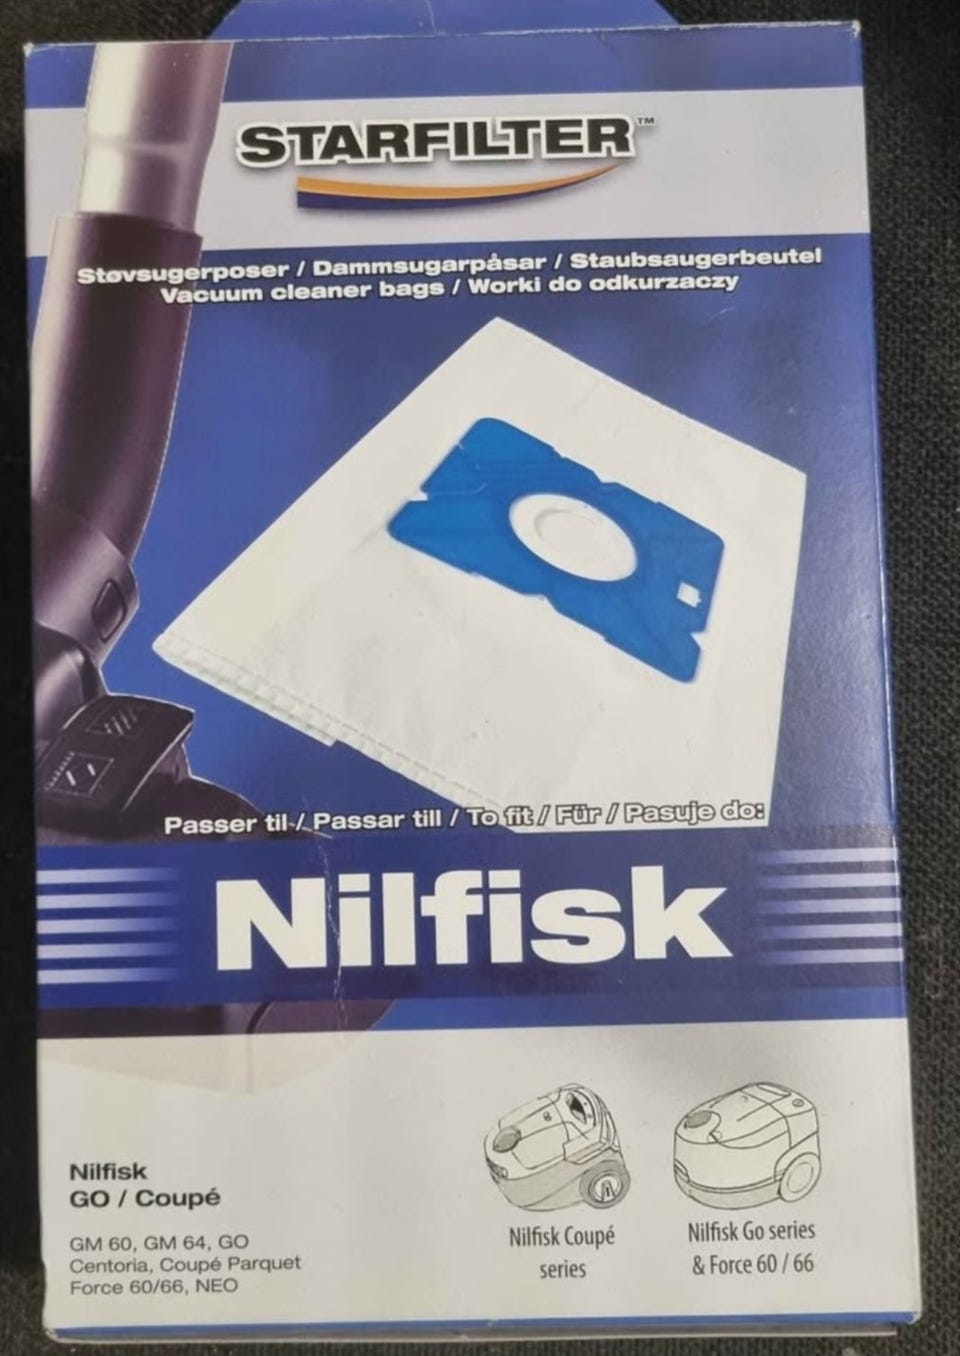 STARFILTER™
Støvsugerposer / Dammsugarpåsar / Staubsaugerbeutel
Vacuum cleaner bags / Worki do odkurzaczy
Passer til / Passar till / To fit / Für / Pasuje do:
Nilfisk
Nilfisk
GO / Coupé
GM 60, GM 64, GO
Centoria, Coupé Parquet
Force 60/66, NEO
Nilfisk Coupé
series
Nilfisk Go series
& Force 60 / 66